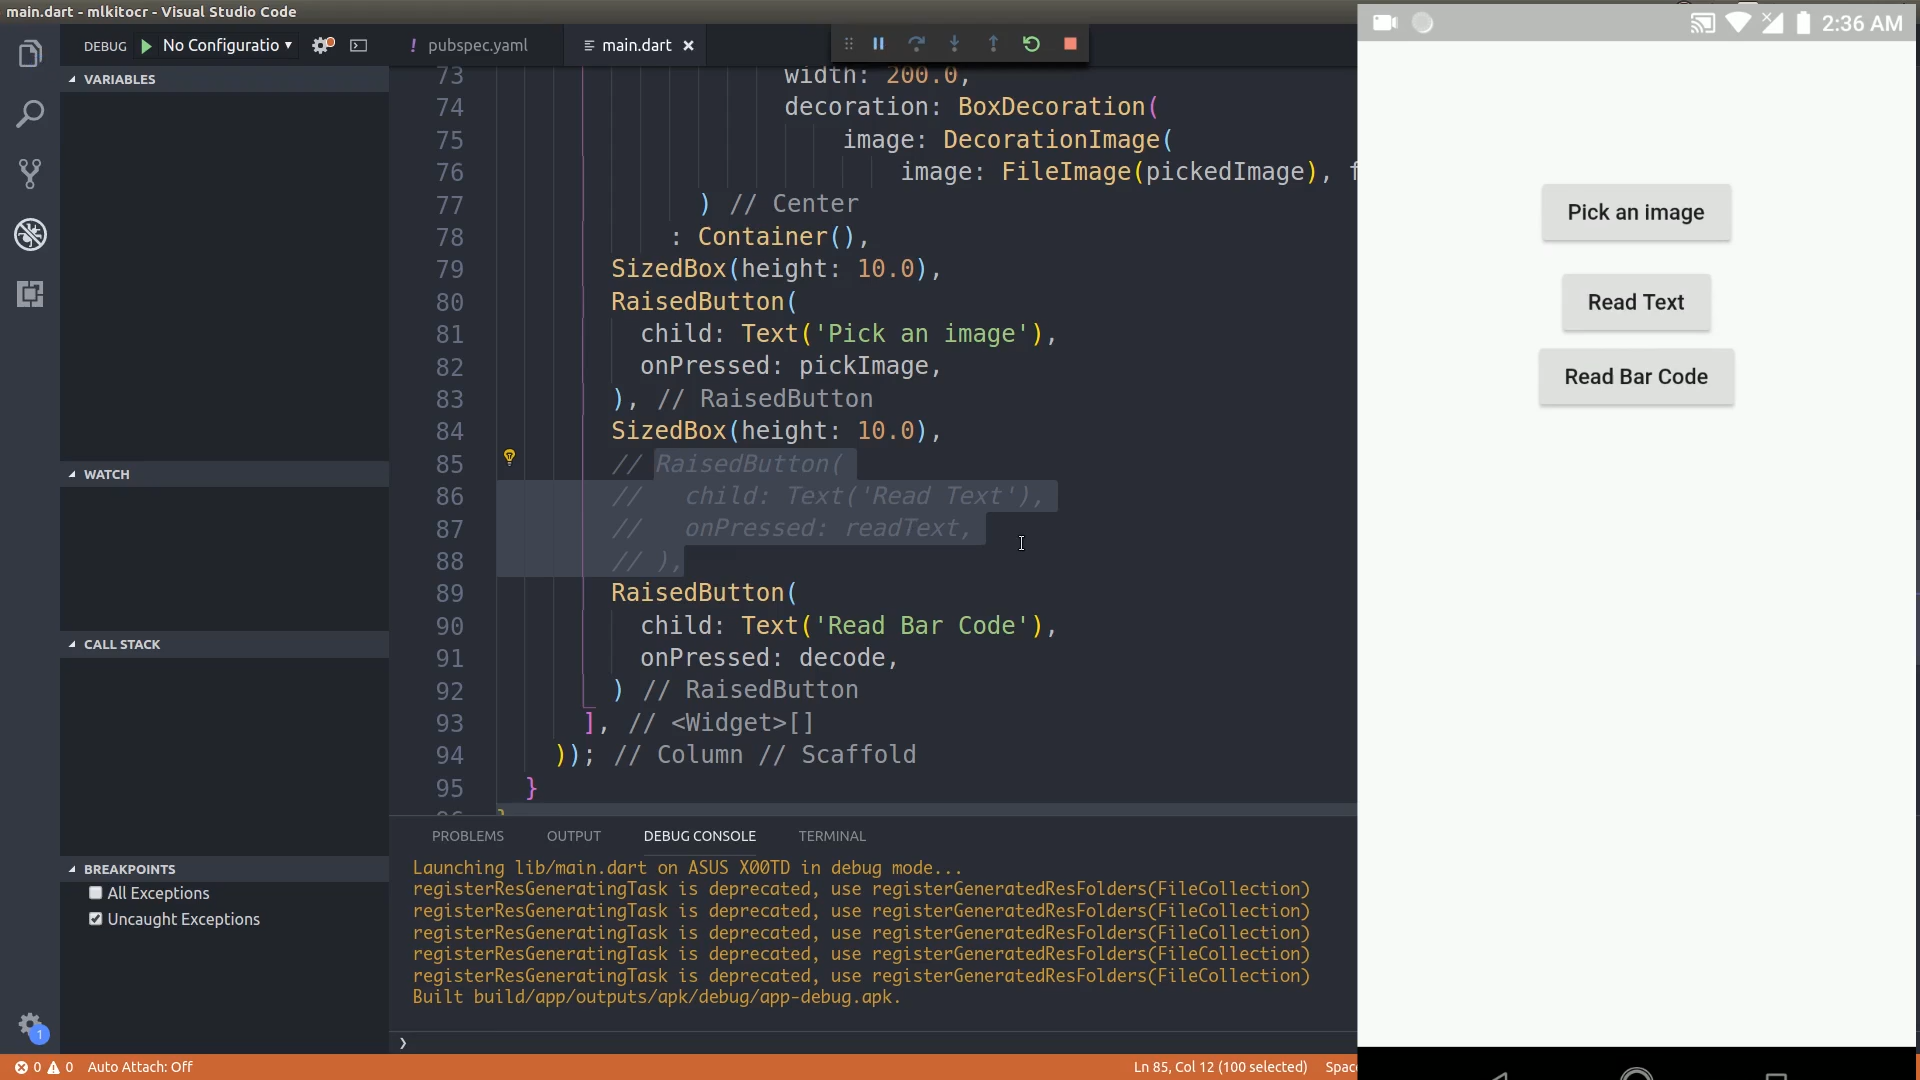 main.dart - mlkitocr - Visual Studio Code
2:36 AM
DEBUG No Configuratio
! pubspec.yaml
main.dart ×
VARIABLES
WATCH
CALL STACK
BREAKPOINTS
All Exceptions
Uncaught Exceptions
73 width: 200.0,
74 decoration: BoxDecoration(
75 image: DecorationImage(
76 image: FileImage(pickedImage), f
77 ) // Center
78 : Container(),
79 SizedBox(height: 10.0),
80 RaisedButton(
81 child: Text('Pick an image'),
82 onPressed: pickImage,
83 ), // RaisedButton
84 SizedBox(height: 10.0),
85 // RaisedButton(
86 // child: Text('Read Text'),
87 // onPressed: readText,
88 // ),
89 RaisedButton(
90 child: Text('Read Bar Code'),
91 onPressed: decode,
92 ) // RaisedButton
93 ], // <Widget>[]
94 )); // Column // Scaffold
95 }
PROBLEMS OUTPUT DEBUG CONSOLE TERMINAL
Launching lib/main.dart on ASUS X00TD in debug mode...
registerResGeneratingTask is deprecated, use registerGeneratedResFolders(FileCollection)
registerResGeneratingTask is deprecated, use registerGeneratedResFolders(FileCollection)
registerResGeneratingTask is deprecated, use registerGeneratedResFolders(FileCollection)
registerResGeneratingTask is deprecated, use registerGeneratedResFolders(FileCollection)
registerResGeneratingTask is deprecated, use registerGeneratedResFolders(FileCollection)
Built build/app/outputs/apk/debug/app-debug.apk.
1
0 0 Auto Attach: Off
Ln 85, Col 12 (100 selected) Space
Pick an image
Read Text
Read Bar Code